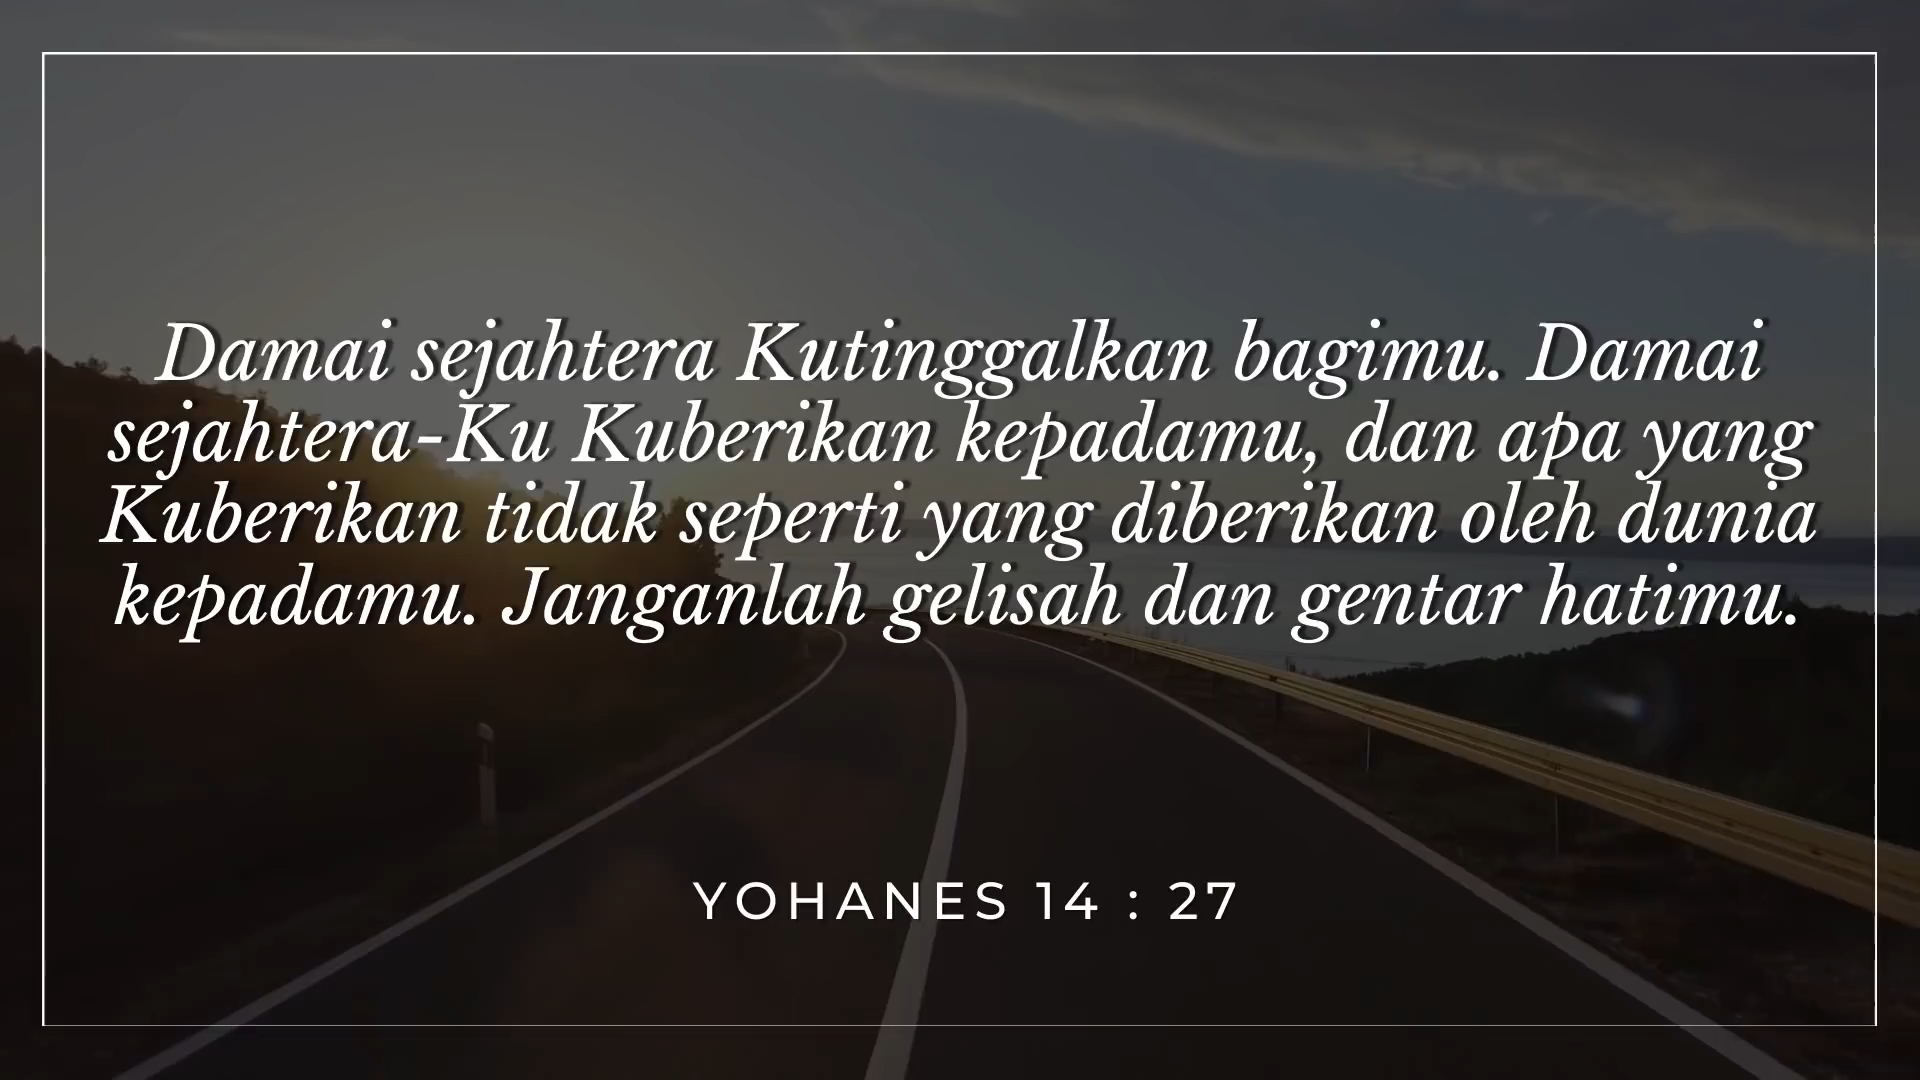 Damai sejahtera Kutinggalkan bagimu. Damai
sejahtera-Ku Kuberikan kepadamu, dan apa yang
Kuberikan tidak seperti yang diberikan oleh dunia
kepadamu. Janganlah gelisah dan gentar hatimu.
YOHANES 14 : 27